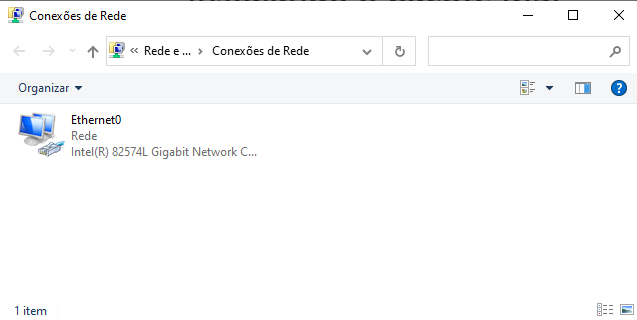 Conexões de Rede
Rede e ... Conexões de Rede
Organizar
Ethernet0
Rede
Intel(R) 82574L Gigabit Network C...
1 item